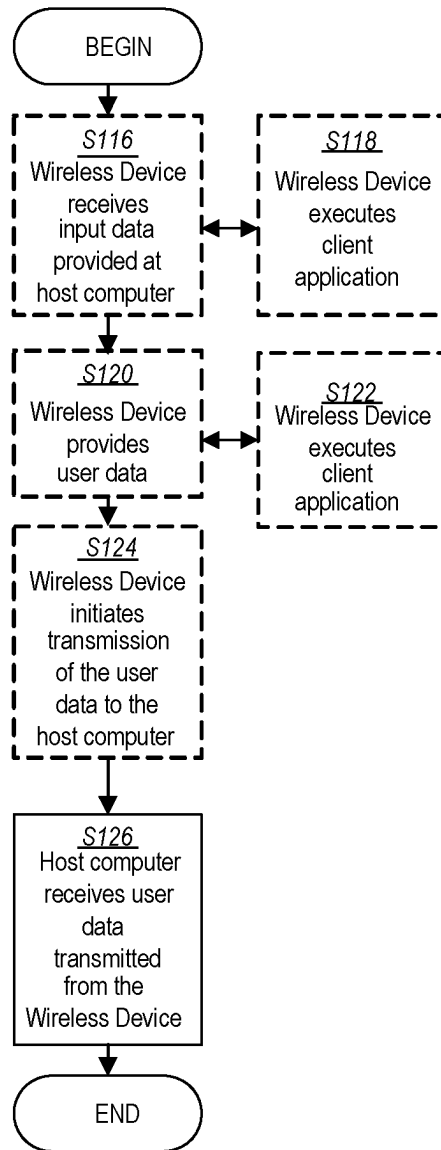 BEGIN
S116
Wireless Device
receives
input data
provided at
host computer
S118
Wireless Device
executes
client
application
S120
Wireless Device
provides
user data
S122
Wireless Device
executes
client
application
S124
Wireless Device
initiates
transmission
of the user
data to the
host computer
S126
Host computer
receives user
data
transmitted
from the
Wireless Device
END